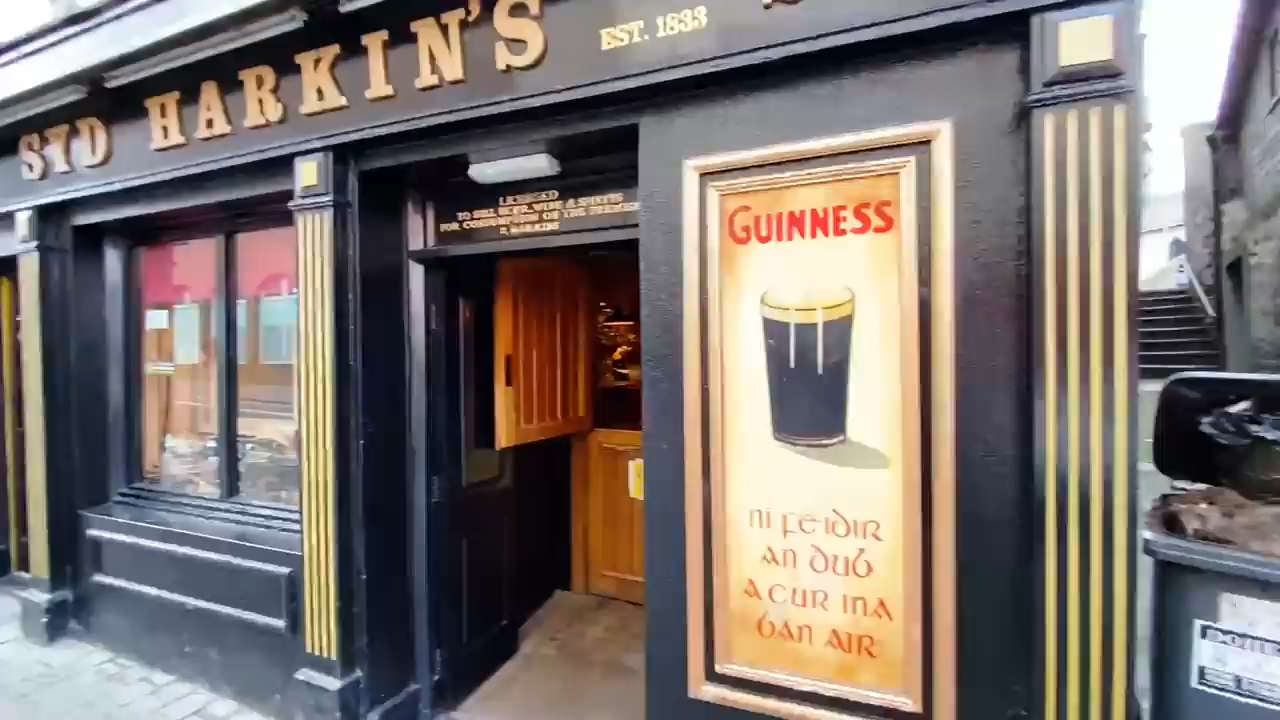 SYD HARKIN'S
EST. 1833
LICENSED
TO SELL BEER, WINE & SPIRITS
FOR CONSUMPTION ON THE PREMISES
GUINNESS
ní feidir
an dub
a cur ina
ban air